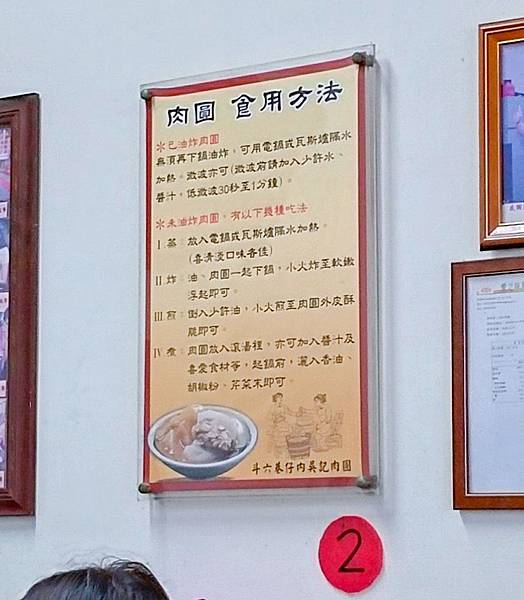 肉圓 食用方法
＊已油炸肉圓
無須再下鍋油炸，可用電鍋或瓦斯爐隔水
加熱。微波亦可(微波前請加入少許水、
醬汁，低微波30秒至1分鐘)。
＊未油炸肉圓，有以下幾種吃法
I 蒸：放入電鍋或瓦斯爐隔水加熱。
(喜清淡口味者佳)
II 炸：油、肉圓一起下鍋，小火炸至軟嫩
浮起即可。
III 煎：倒入少許油，小火煎至肉圓外皮酥
脆即可。
IV 煮：肉圓放入滾湯裡，亦可加入醬汁及
喜愛食材等，起鍋前，灑入香油、
胡椒粉、芹菜末即可。
斗六巷仔內吳記肉圓
2